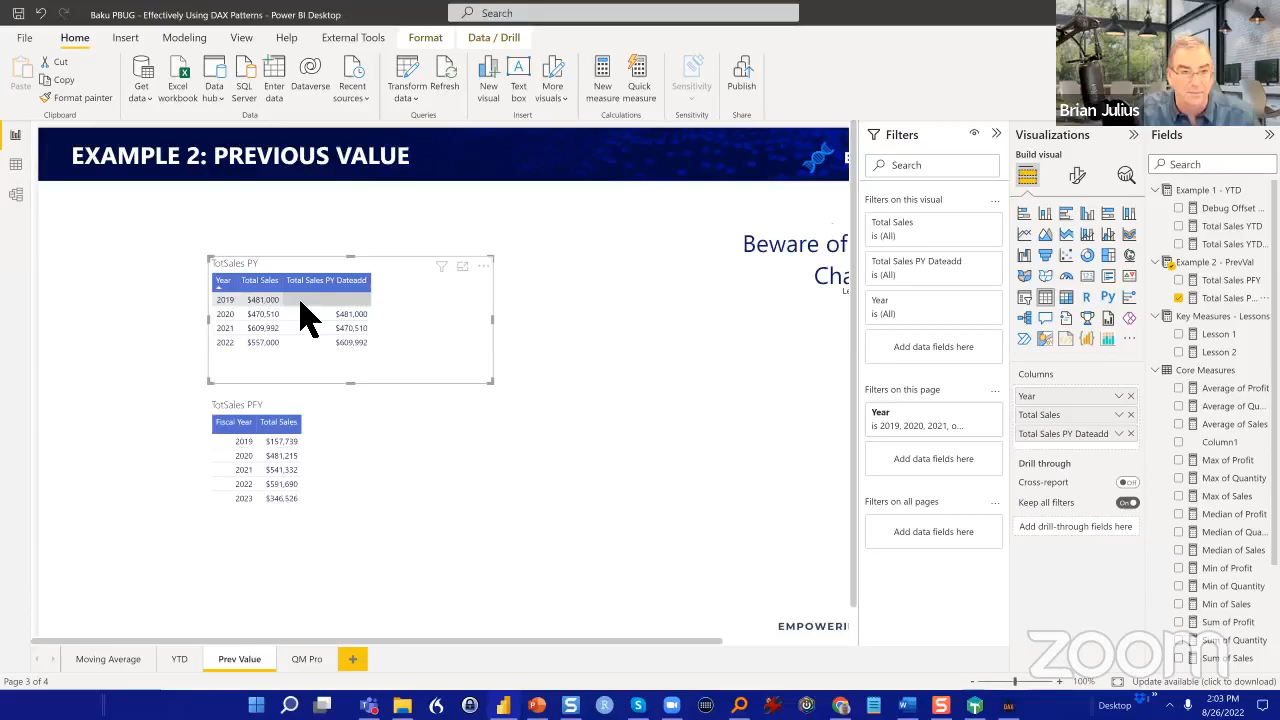 Baku PBUG - Effectively Using DAX Patterns - Power BI Desktop
Search
File
Home
Insert
Modeling
View
Help
External Tools
Format
Data / Drill
Paste
Cut
Copy
Format painter
Get data
Excel workbook
Data hub
SQL Server
Enter data
Dataverse
Recent sources
Transform data
Refresh
New visual
Text box
More visuals
New measure
Quick measure
Sensitivity
Publish
Clipboard
Data
Queries
Insert
Calculations
Sensitivity
Share
Brian Julius
EXAMPLE 2: PREVIOUS VALUE
Beware of
Cha
Le
TotSales PY
Year Total Sales Total Sales PY Dateadd
2019 $481,000
2020 $470,510 $481,000
2021 $609,992 $470,510
2022 $557,000 $609,992
TotSales PFY
Fiscal Year Total Sales
2019 $157,739
2020 $481,215
2021 $541,332
2022 $591,690
2023 $346,526
EMPOWERI
Filters
Search
Filters on this visual
Total Sales
is (All)
Total Sales PY Dateadd
is (All)
Year
is (All)
Add data fields here
Filters on this page
Year
is 2019, 2020, 2021, o...
Add data fields here
Filters on all pages
Add data fields here
Visualizations
Build visual
R
Py
Columns
Year
Total Sales
Total Sales PY Dateadd
Drill through
Cross-report
Off
Keep all filters
On
Add drill-through fields here
Fields
Search
Example 1 - YTD
Debug Offset ...
Total Sales YTD
Total Sales YTD...
Example 2 - PrevVal
Total Sales PFY
Total Sales P...
Key Measures - Lessons
Lesson 1
Lesson 2
Core Measures
Average of Profit
Average of Qu...
Average of Sales
Column1
Max of Profit
Max of Quantity
Max of Sales
Median of Profit
Median of Qu...
Median of Sales
Min of Profit
Min of Quantity
Min of Sales
Sum of Profit
Sum of Quantity
Sum of Sales
zoom
Moving Average
YTD
Prev Value
QM Pro
Page 3 of 4
100%
Update available (click to download)
Desktop
2:03 PM
8/26/2022